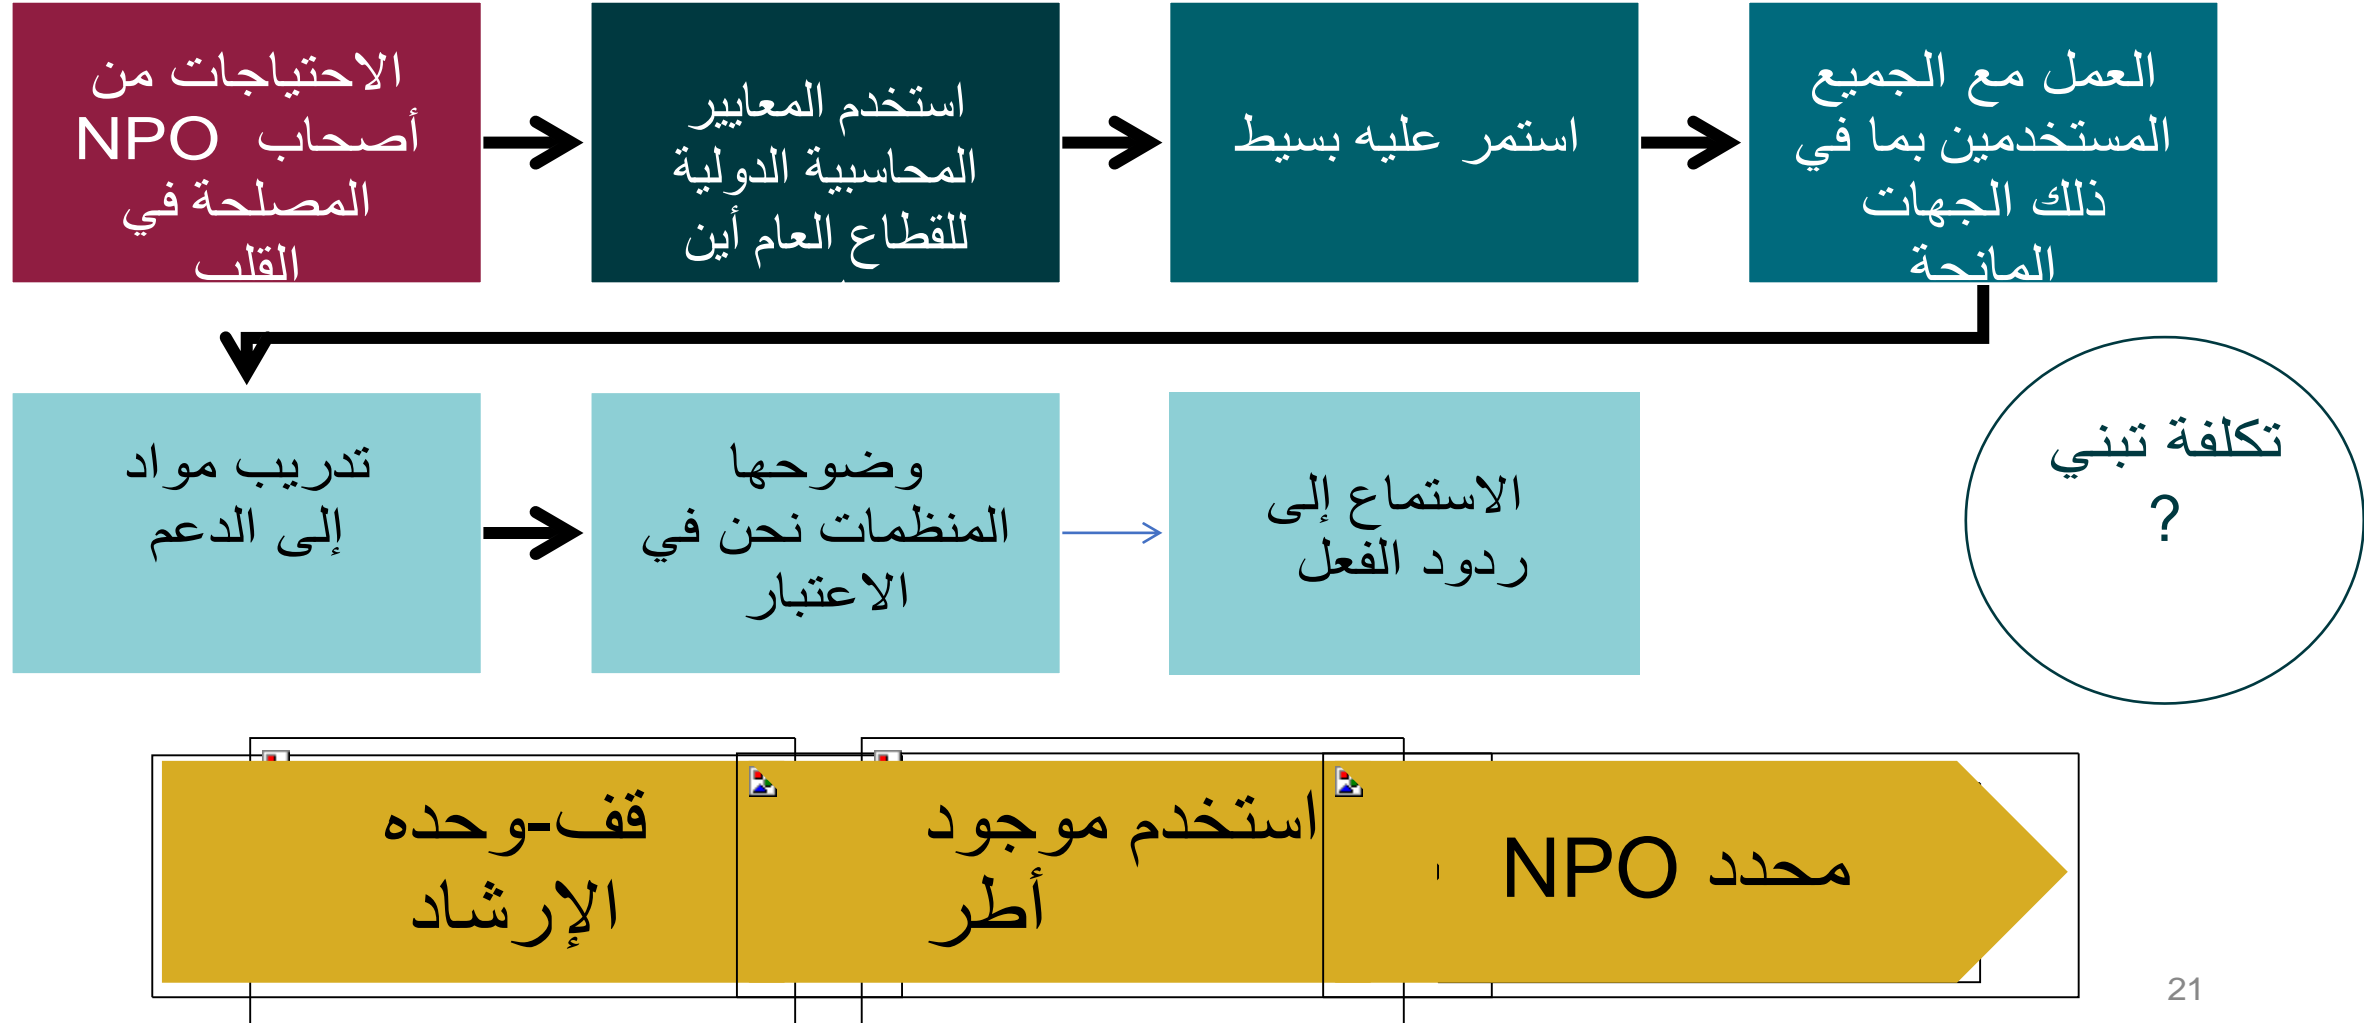 الاحتياجات من
أصحاب NPO
المصلحة في
القلب
استخدم المعايير
المحاسبية الدولية
للقطاع العام أين
استمر عليه بسيط
العمل مع الجميع
المستخدمين بما في
ذلك الجهات
المانحة
تدريب مواد
إلى الدعم
وضوحها
المنظمات نحن في
الاعتبار
الاستماع إلى
ردود الفعل
تكلفة تبني
?
قف-وحده
الإرشاد
استخدم موجود
أطر
محدد NPO
21